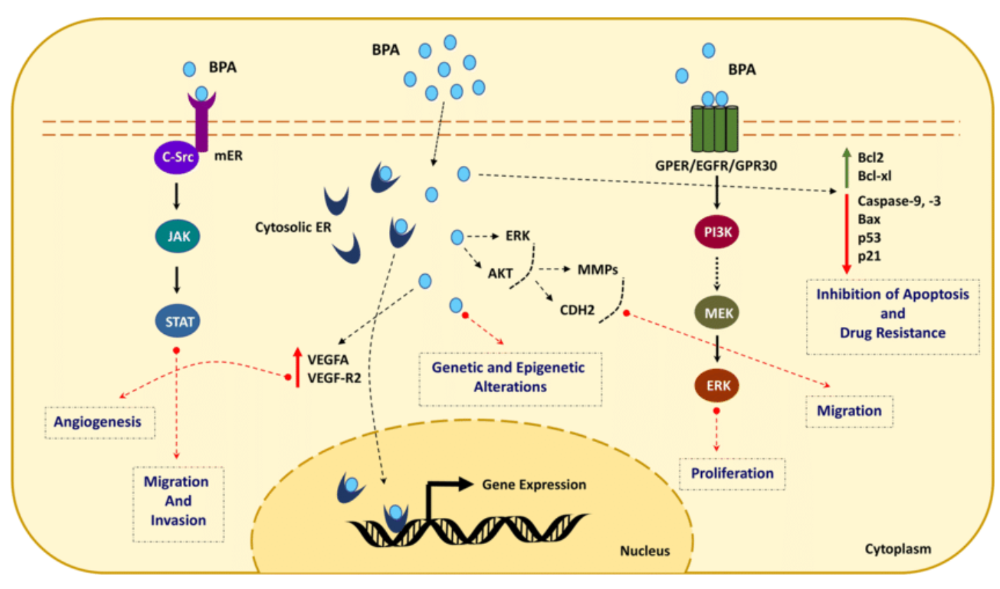 BPA
BPA
BPA
C-Src
mER
GPER/EGFR/GPR30
Bcl2
Bcl-xl
Caspase-9, -3
Bax
p53
p21
Cytosolic ER
JAK
ERK
AKT
MMPs
CDH2
PI3K
MEK
ERK
STAT
VEGFA
VEGF-R2
Genetic and Epigenetic
Alterations
Inhibition of Apoptosis
and
Drug Resistance
Migration
Angiogenesis
Migration
And
Invasion
Proliferation
Gene Expression
Nucleus
Cytoplasm